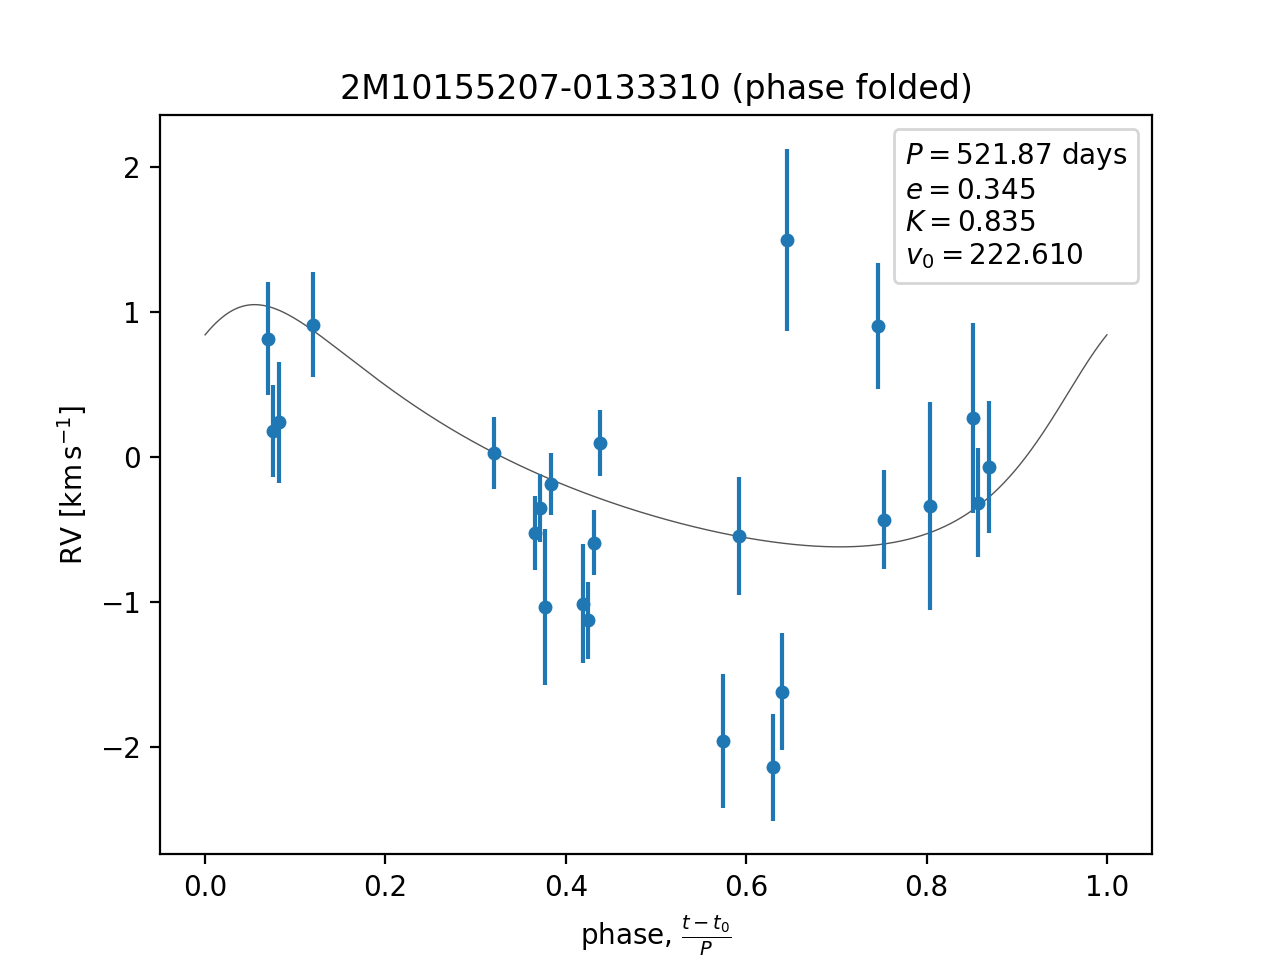 2M10155207-0133310 (phase folded)
P = 521.87 days
e = 0.345
K = 0.835
v₀ = 222.610
2
1
0
−1
−2
RV [km s⁻¹]
0.0 0.2 0.4 0.6 0.8 1.0
phase, (t − t₀)/P